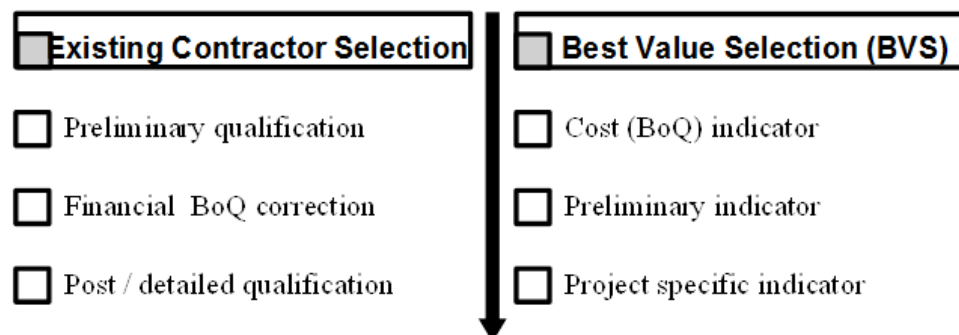 Existing Contractor Selection
Preliminary qualification
Financial BoQ correction
Post / detailed qualification
Best Value Selection (BVS)
Cost (BoQ) indicator
Preliminary indicator
Project specific indicator